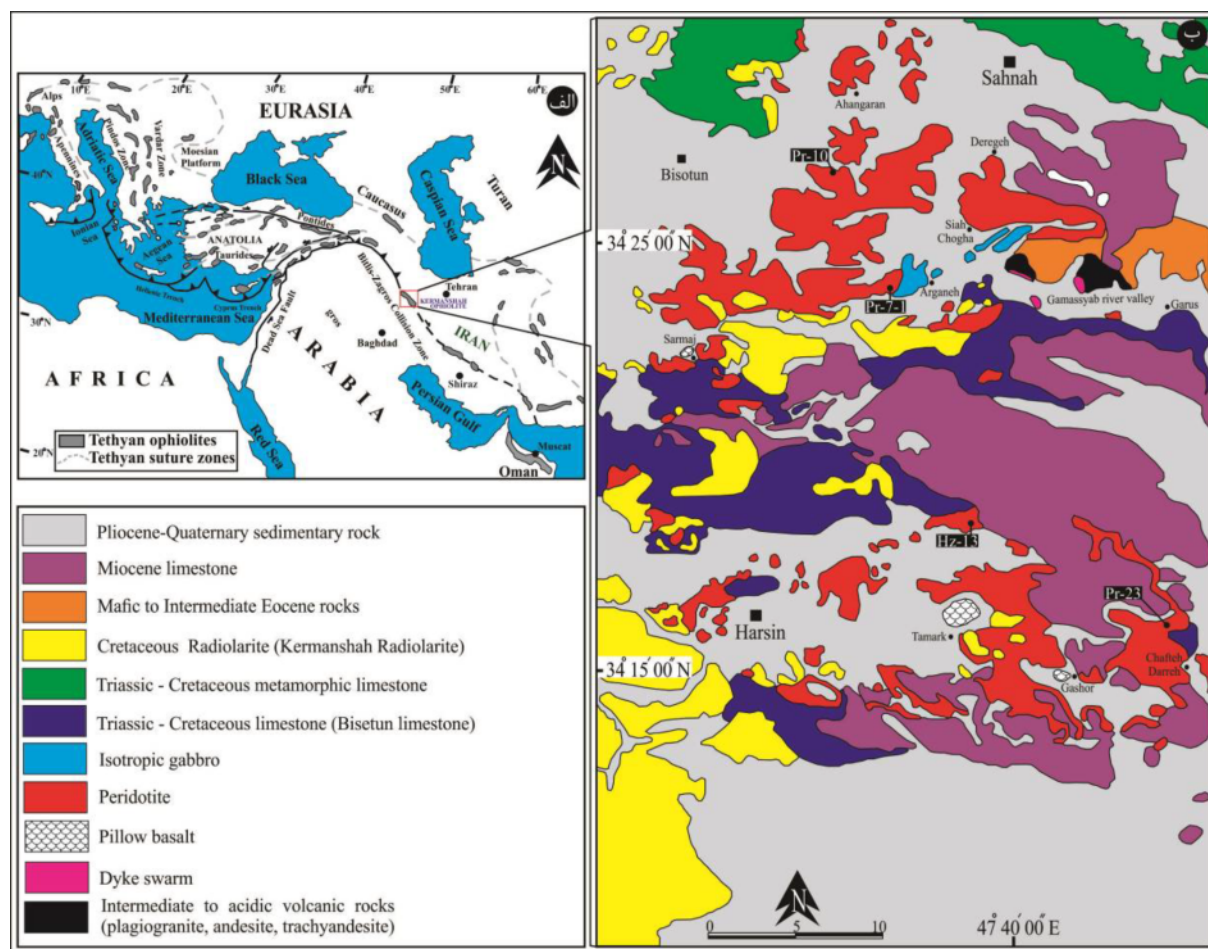 10°E
20°E
30°E
40°E
50°E
60°E
الف
EURASIA
Alps
Apennines
Adriatic Sea
Pindos Zone
Vardar Zone
Moesian
Platform
N
40°N
Black Sea
Caucasus
Caspian Sea
Turan
Ionian
Sea
Aegean
Sea
Pontides
ANATOLIA
Taurides
Bitlis-Zagros Collision Zone
Tehran
KERMANSHAH
OPHIOLITE
Hellenic Trench
Cyprus Trench
30°N
Mediterranean Sea
Dead Sea Fault
gros
Baghdad
IRAN
ARABIA
AFRICA
Shiraz
Persian Gulf
Red Sea
Muscat
Oman
20°N
Tethyan ophiolites
Tethyan suture zones
Pliocene-Quaternary sedimentary rock
Miocene limestone
Mafic to Intermediate Eocene rocks
Cretaceous Radiolarite (Kermanshah Radiolarite)
Triassic - Cretaceous metamorphic limestone
Triassic - Cretaceous limestone (Bisetun limestone)
Isotropic gabbro
Peridotite
Pillow basalt
Dyke swarm
Intermediate to acidic volcanic rocks
(plagiogranite, andesite, trachyandesite)
ب
Sahnah
Ahangaran
Bisotun
Pr-10
Deregeh
34°25'00"N
Siah
Chogha
Arganeh
Pr-7-1
Gamassyab river valley
Garus
Sarmaj
Hz-13
Pr-23
Harsin
Tamark
34°15'00"N
Gashor
Chafteh
Darreh
N
0 5 10
47°40'00"E